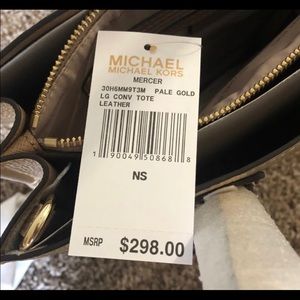 MICHAEL
MICHAEL KORS
MERCER
30H6MM9T3M PALE GOLD
LG CONV TOTE
LEATHER
1 90049 50868 8
NS
MSRP $298.00